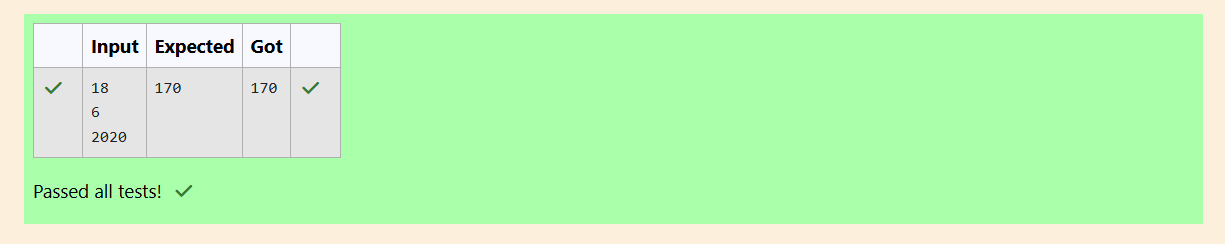 Input Expected Got
18 170 170
6
2020
Passed all tests!